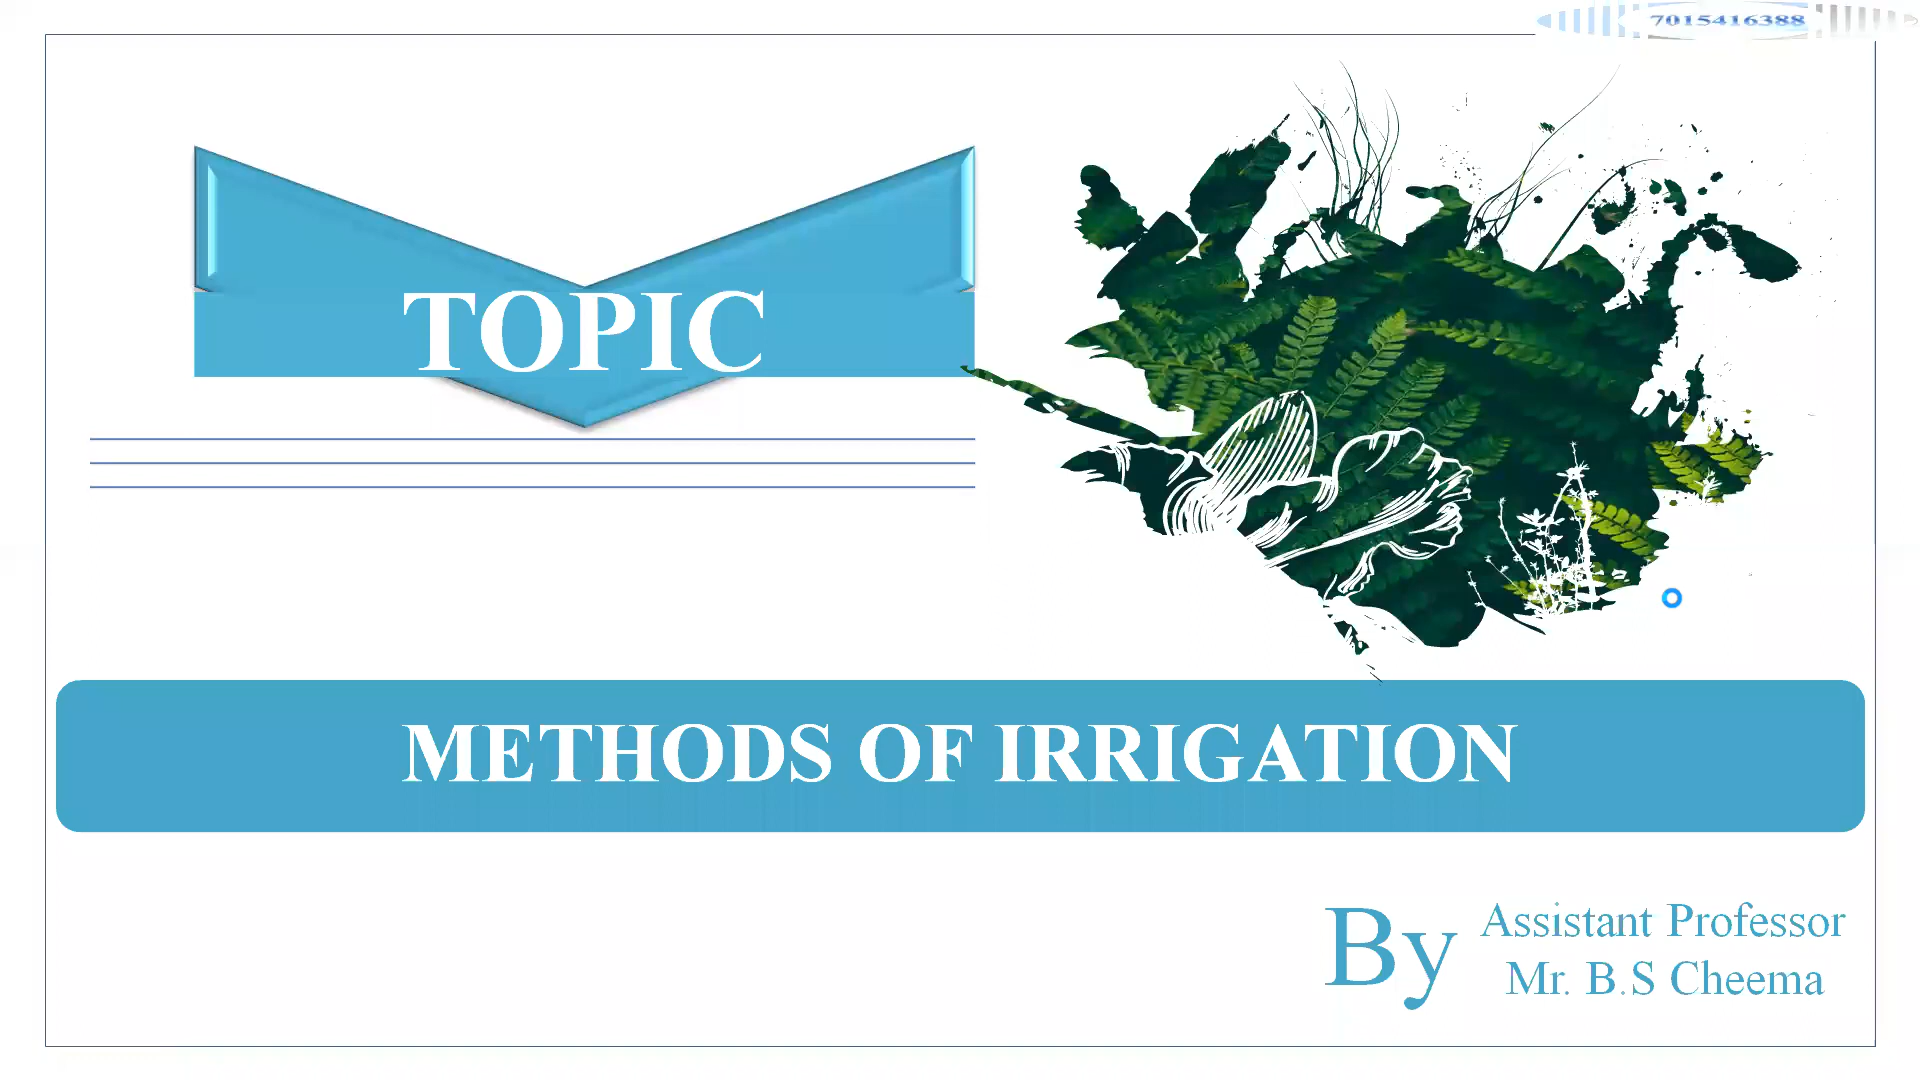 7015416388
TOPIC
METHODS OF IRRIGATION
By
Assistant Professor
Mr. B.S Cheema